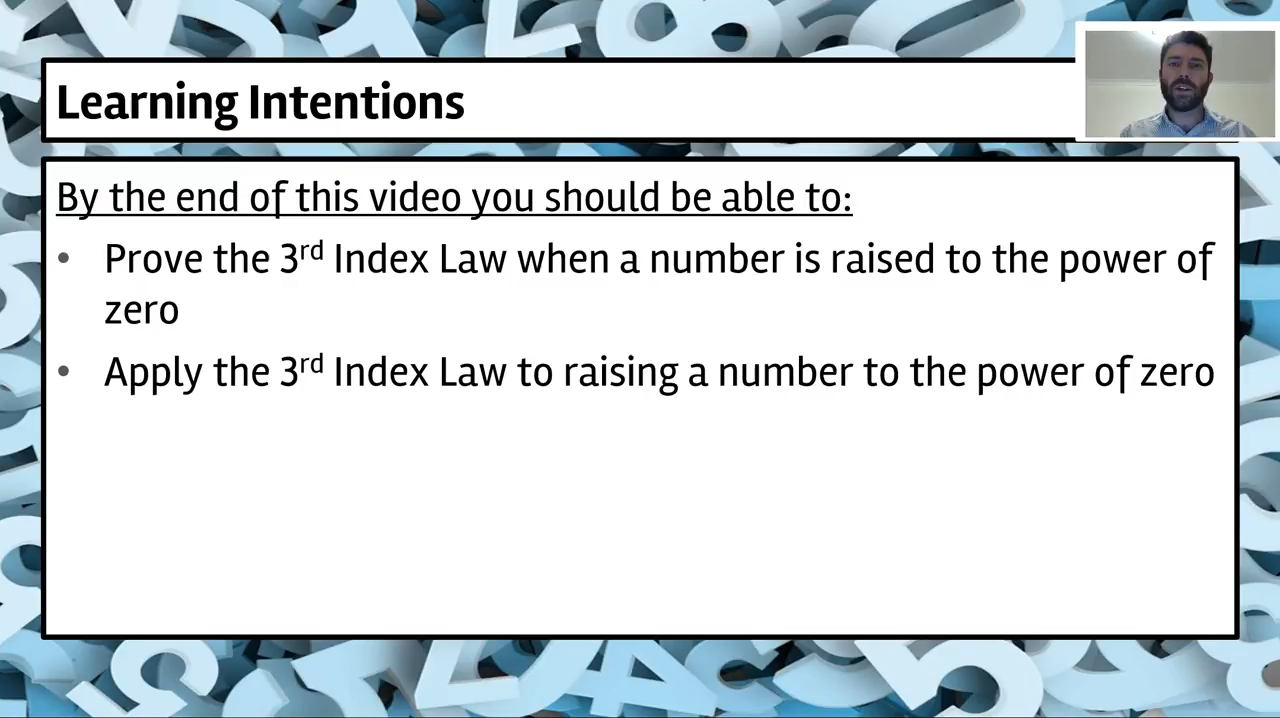 Learning Intentions
By the end of this video you should be able to:
• Prove the 3rd Index Law when a number is raised to the power of
zero
• Apply the 3rd Index Law to raising a number to the power of zero